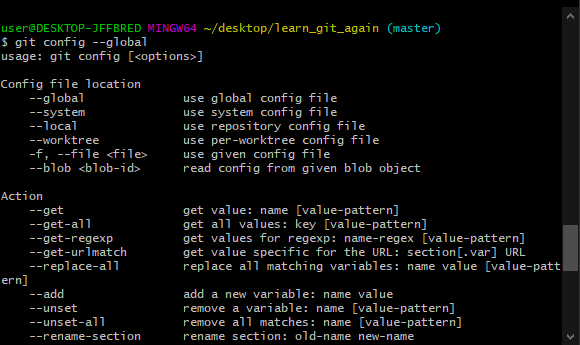 user@DESKTOP-JFFBRED MINGW64 ~/desktop/learn_git_again (master)
$ git config --global
usage: git config [<options>]
Config file location
--global use global config file
--system use system config file
--local use repository config file
--worktree use per-worktree config file
-f, --file <file> use given config file
--blob <blob-id> read config from given blob object
Action
--get get value: name [value-pattern]
--get-all get all values: key [value-pattern]
--get-regexp get values for regexp: name-regex [value-pattern]
--get-urlmatch get value specific for the URL: section[.var] URL
--replace-all replace all matching variables: name value [value-patt
ern]
--add add a new variable: name value
--unset remove a variable: name [value-pattern]
--unset-all remove all matches: name [value-pattern]
--rename-section rename section: old-name new-name